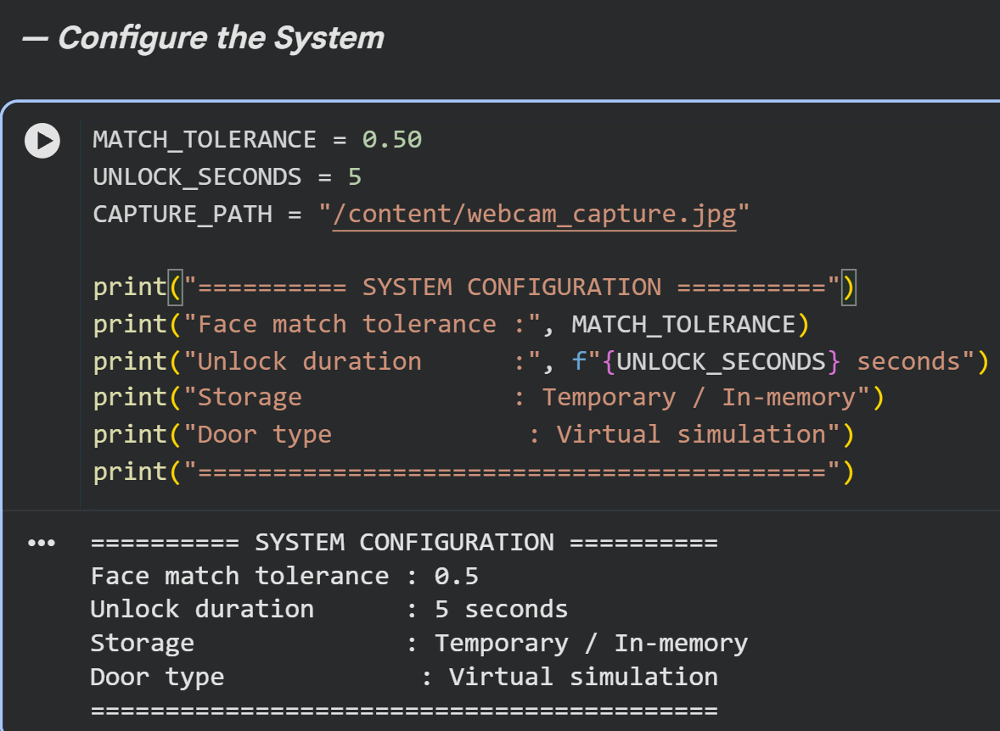 — Configure the System
MATCH_TOLERANCE = 0.50
UNLOCK_SECONDS = 5
CAPTURE_PATH = "/content/webcam_capture.jpg"
print("========== SYSTEM CONFIGURATION ==========")
print("Face match tolerance :", MATCH_TOLERANCE)
print("Unlock duration      :", f"{UNLOCK_SECONDS} seconds")
print("Storage              : Temporary / In-memory")
print("Door type             : Virtual simulation")
print("==========================================")
========== SYSTEM CONFIGURATION ==========
Face match tolerance : 0.5
Unlock duration      : 5 seconds
Storage              : Temporary / In-memory
Door type             : Virtual simulation
==========================================